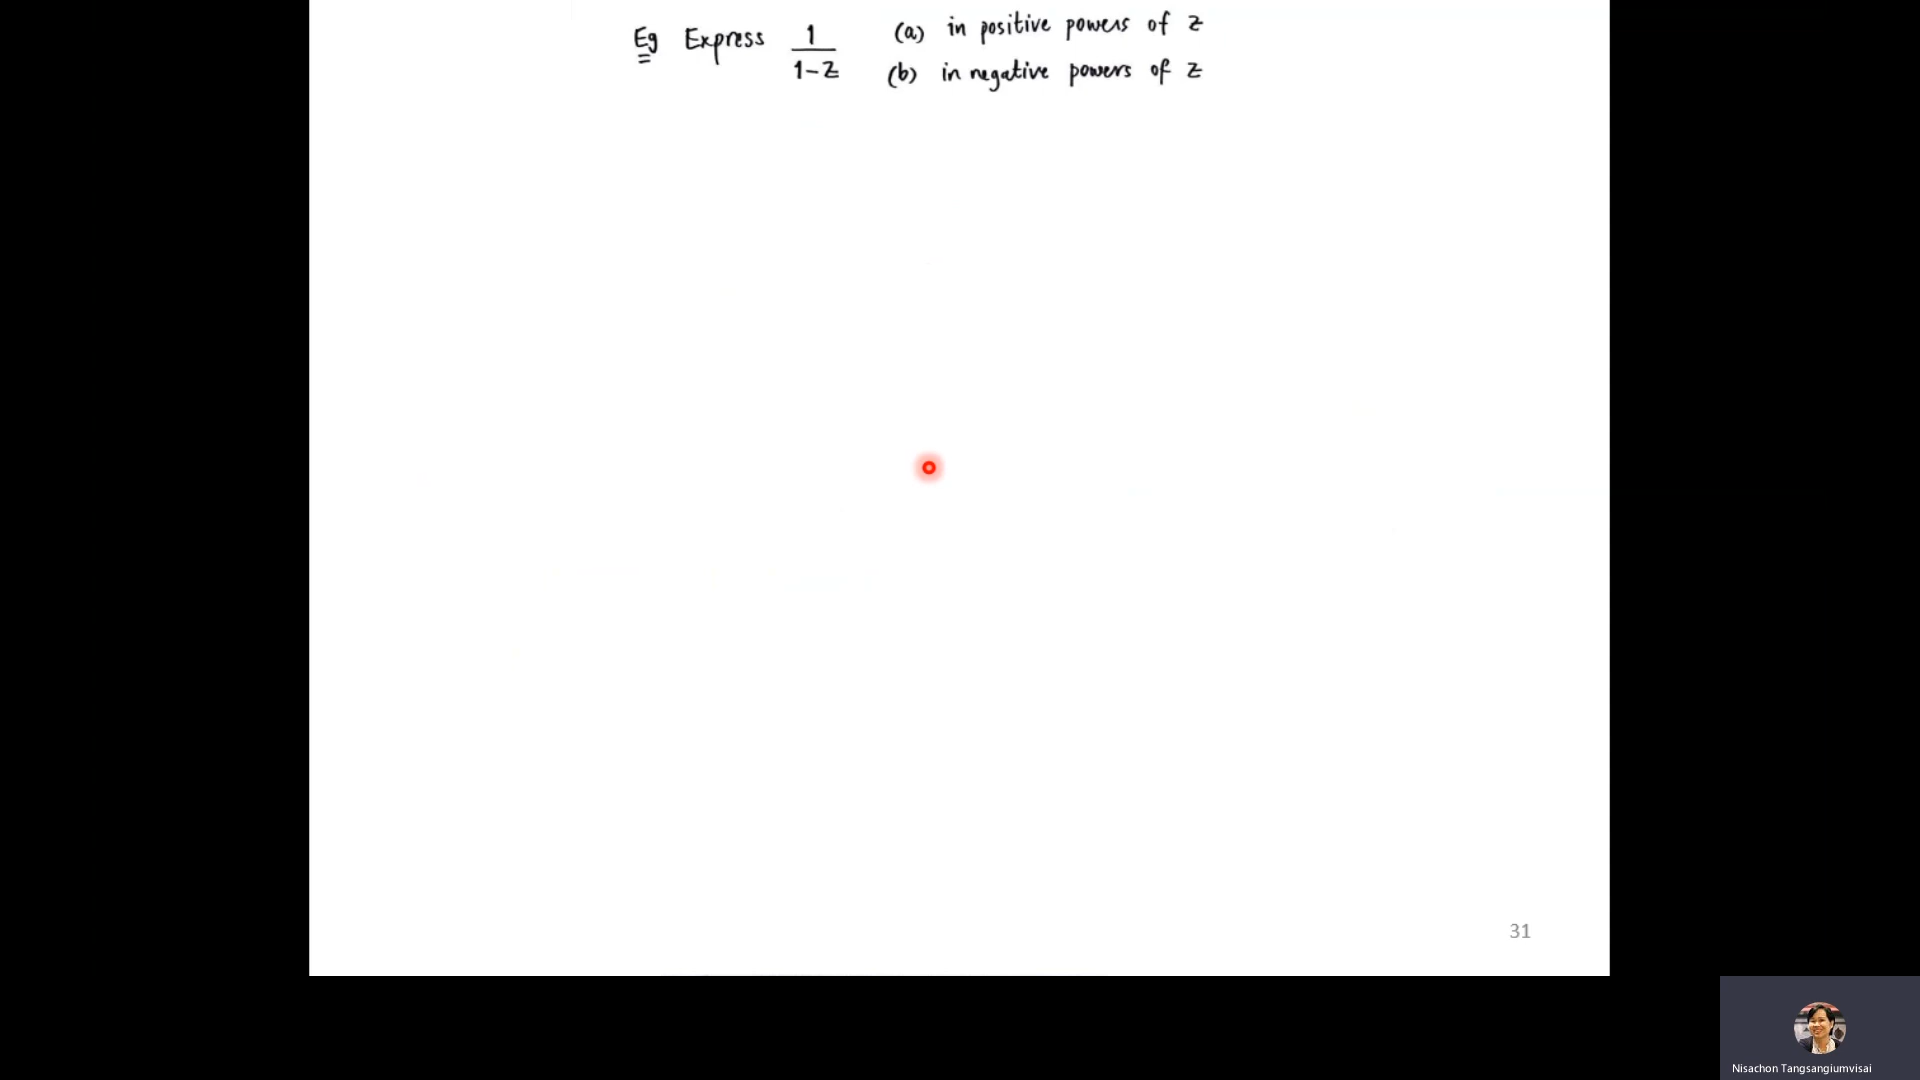 Eg Express 1/(1-z) (a) in positive powers of z
(b) in negative powers of z
31
Nisachon Tangsangiumvisai